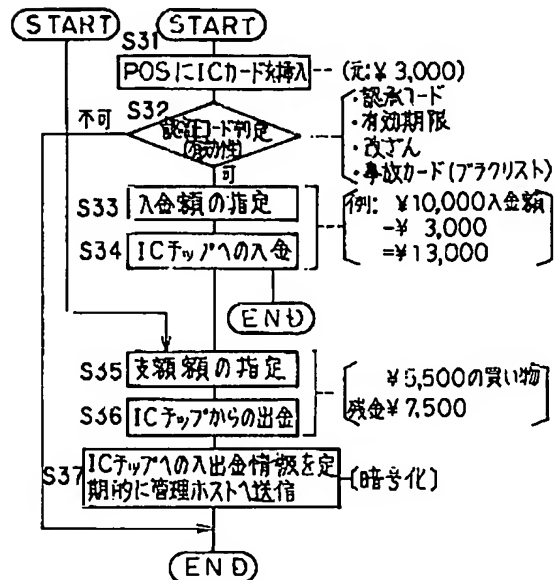 START
START
S31
POSにICカードを挿入
(元:¥3,000)
S32
不可
認証コード判定
(有効性)
可
・認承コード
・有効期限
・改ざん
・事故カード(ブラクリスト)
S33
入金額の指定
S34
ICチップへの入金
例: ¥10,000入金額
-¥ 3,000
=¥13,000
END
S35
支額額の指定
S36
ICチップからの出金
¥5,500の買い物
残金¥7,500
S37
ICチップへの入出金情報を定
期的に管理ホストへ送信
(暗号化)
END